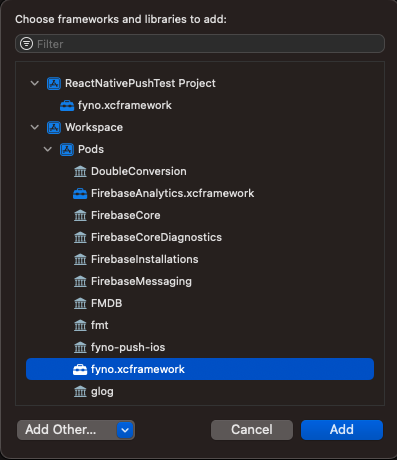 Choose frameworks and libraries to add:
Filter
ReactNativePushTest Project
fyno.xcframework
Workspace
Pods
DoubleConversion
FirebaseAnalytics.xcframework
FirebaseCore
FirebaseCoreDiagnostics
FirebaseInstallations
FirebaseMessaging
FMDB
fmt
fyno-push-ios
fyno.xcframework
glog
Add Other... Cancel Add